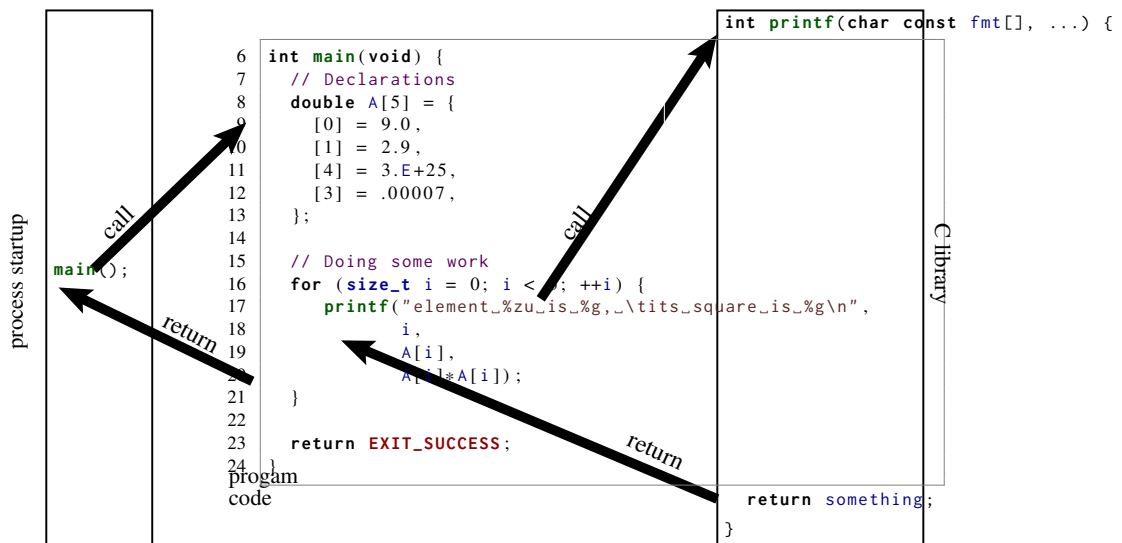 int printf(char const fmt[], ...) {
6 int main(void) {
7 // Declarations
8 double A[5] = {
9 [0] = 9.0,
10 [1] = 2.9,
11 [4] = 3.E+25,
12 [3] = .00007,
13 };
14
15 // Doing some work
16 for (size_t i = 0; i < 5; ++i) {
17 printf("element␣%zu␣is␣%g,␣\tits␣square␣is␣%g\n",
18 i,
19 A[i],
20 A[i]*A[i]);
21 }
22
23 return EXIT_SUCCESS;
24 }
progam
code
process startup
main();
call
return
call
return
C library
return something;
}